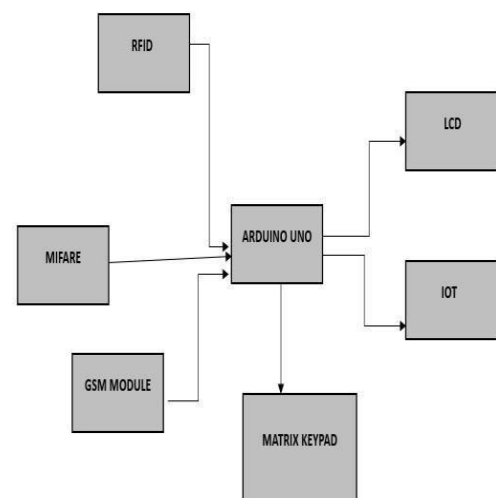 RFID
LCD
ARDUINO UNO
MIFARE
IOT
GSM MODULE
MATRIX KEYPAD